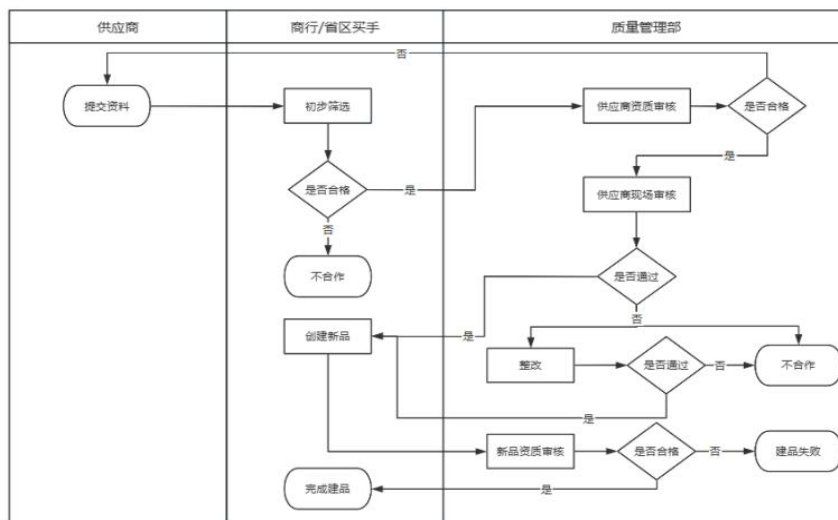 供应商
商行/省区买手
质量管理部
否
提交资料
初步筛选
供应商资质审核
是否合格
是
是否合格
是
供应商现场审核
否
不合作
是否通过
否
创建新品
是
整改
是否通过
否
不合作
是
新品资质审核
是否合格
否
建品失败
完成建品
是